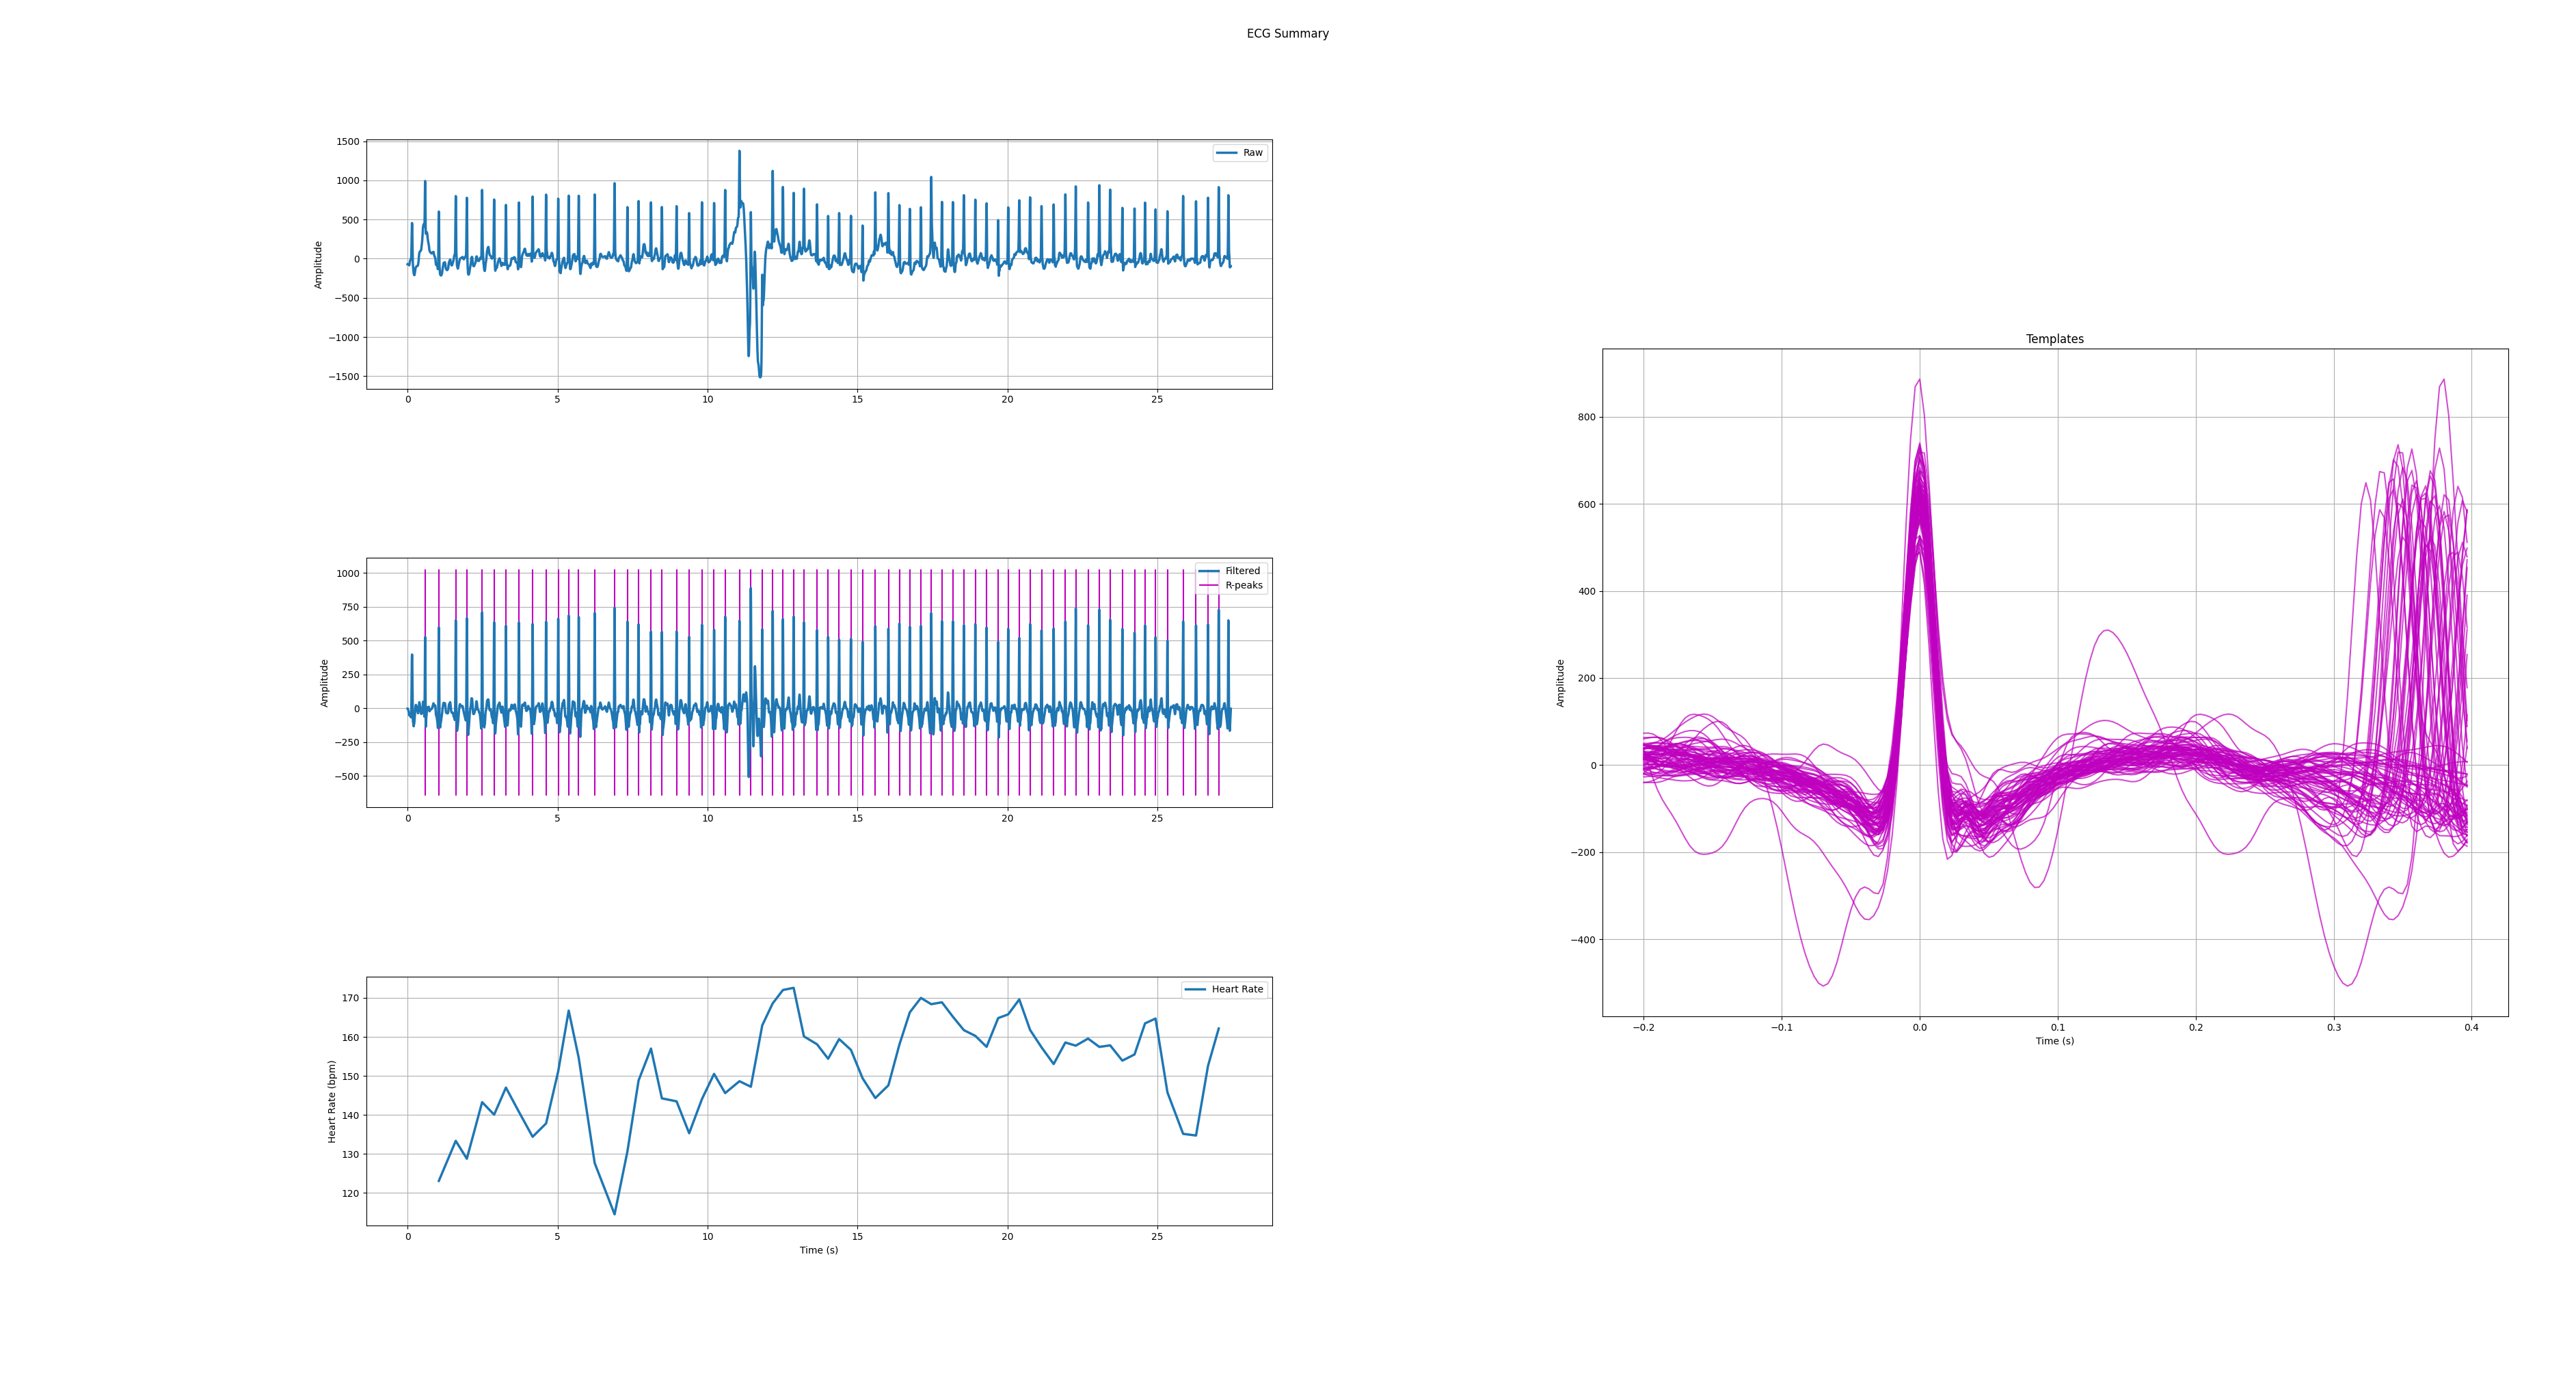 ECG Summary
1500
1000
500
0
−500
−1000
−1500
Amplitude
Raw
0 5 10 15 20 25
1000
750
500
250
0
−250
−500
Amplitude
Filtered
R-peaks
0 5 10 15 20 25
170
160
150
140
130
120
Heart Rate (bpm)
Heart Rate
0 5 10 15 20 25
Time (s)
Templates
800
600
400
200
0
−200
−400
Amplitude
−0.2 −0.1 0.0 0.1 0.2 0.3 0.4
Time (s)